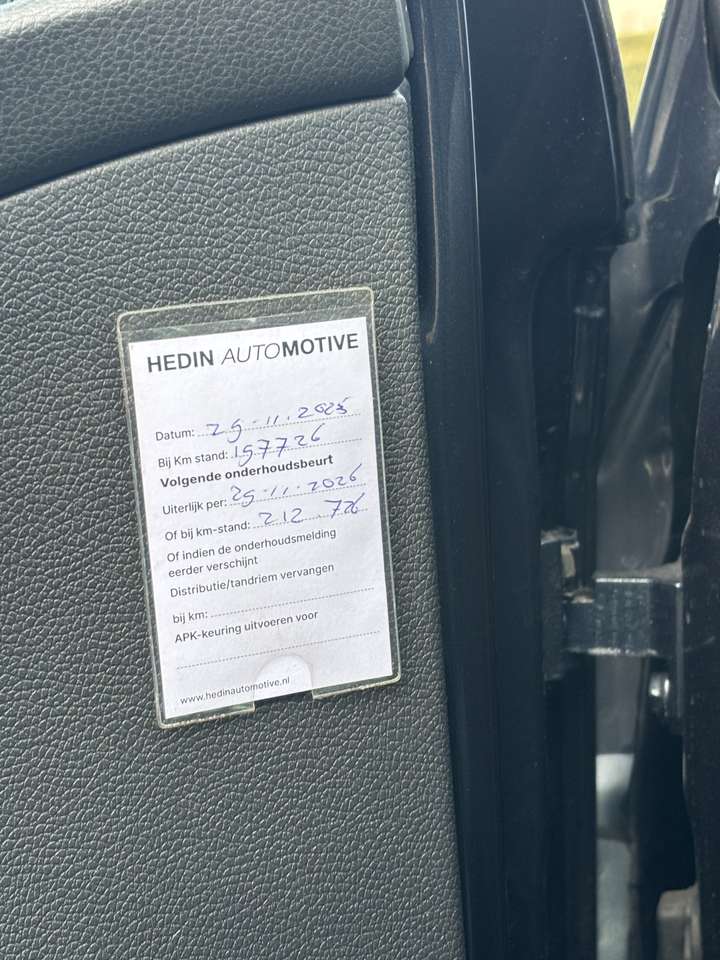 HEDIN AUTOMOTIVE
Datum: 25-11-2025
Bij Km stand: 197726
Volgende onderhoudsbeurt
Uiterlijk per: 25-11-2026
Of bij km-stand: 212.726
Of indien de onderhoudsmelding
eerder verschijnt
Distributie/tandriem vervangen
bij km:
APK-keuring uitvoeren voor
www.hedinautomotive.nl